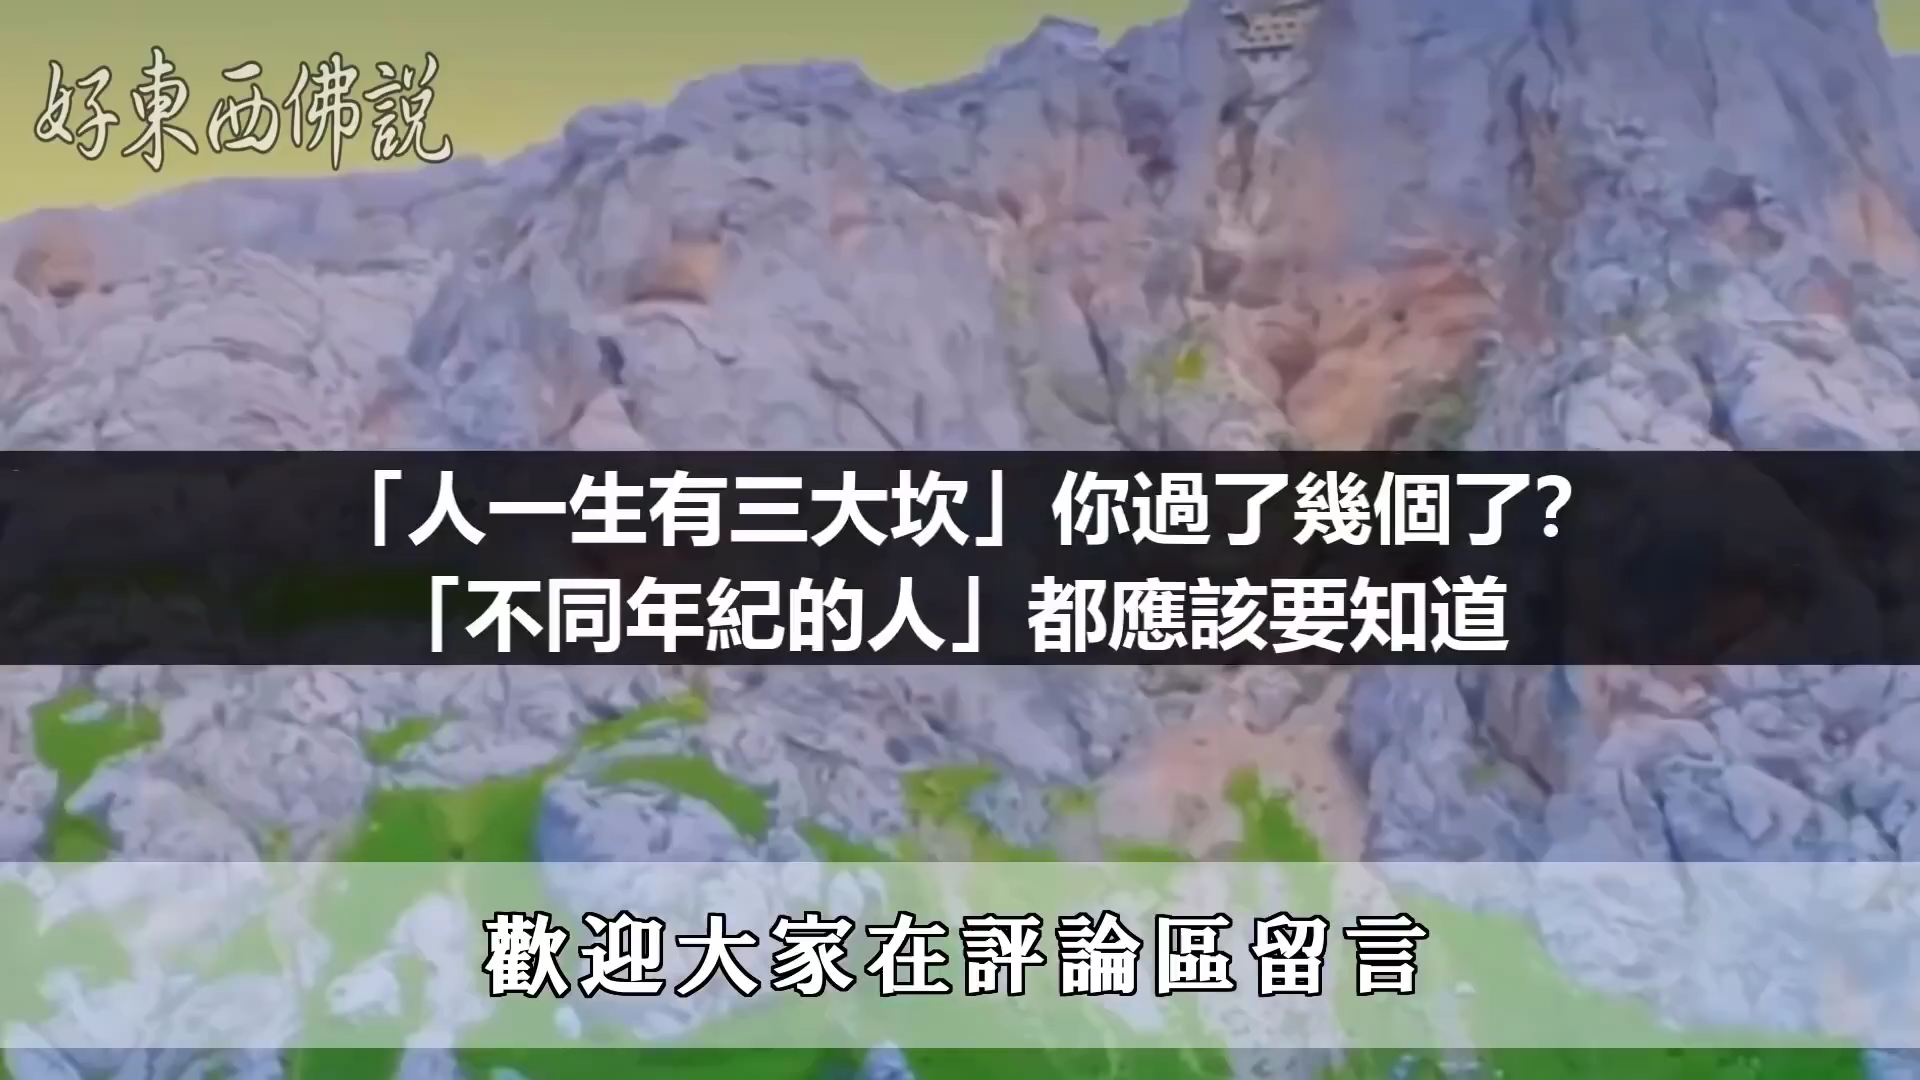 好東西佛説
「人一生有三大坎」你過了幾個了?
「不同年紀的人」都應該要知道
歡迎大家在評論區留言